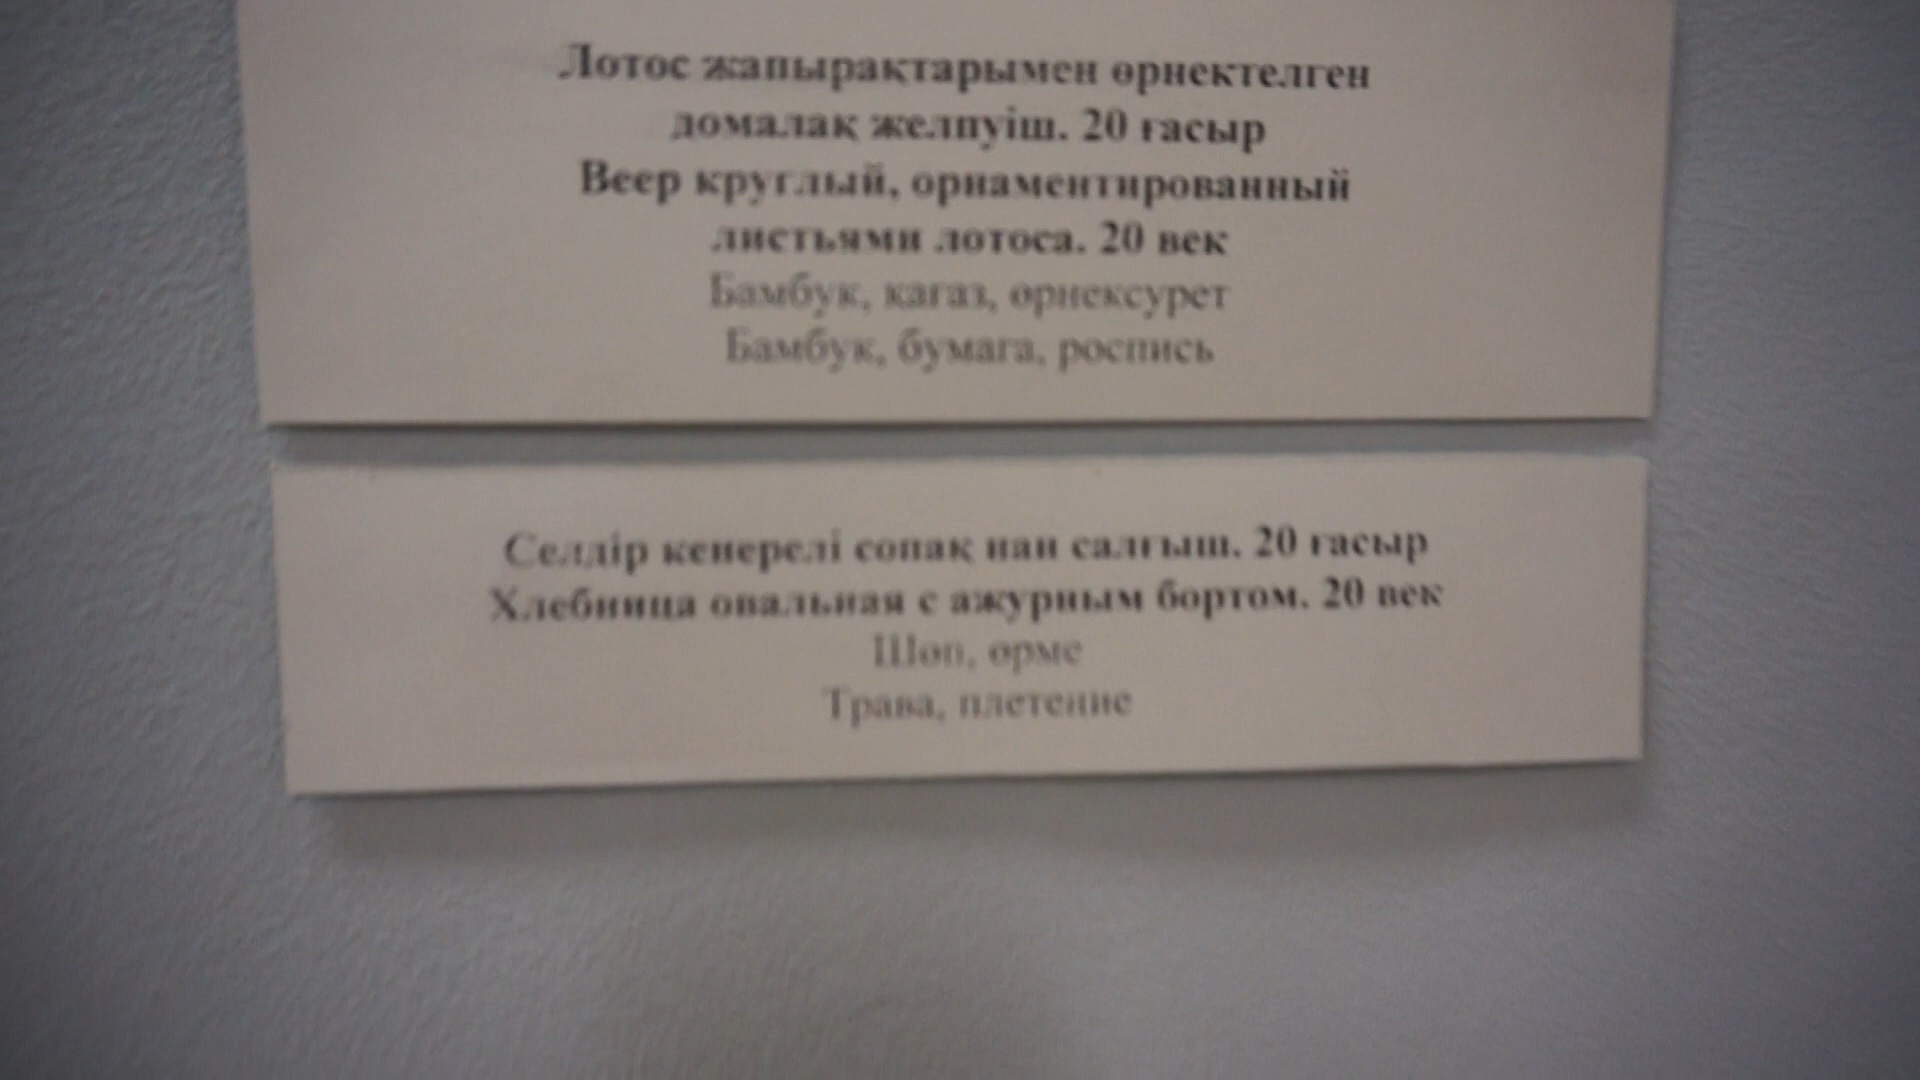 Лотос жапырақтарымен өрнектелген
домалақ желпуіш. 20 ғасыр
Веер круглый, орнаментированный
листьями лотоса. 20 век
Бамбук, қағаз, өрнексурет
Бамбук, бумага, роспись
Селдір кенерелі сопақ нан салғыш. 20 ғасыр
Хлебница овальная с ажурным бортом. 20 век
Шөп, өрме
Трава, плетение